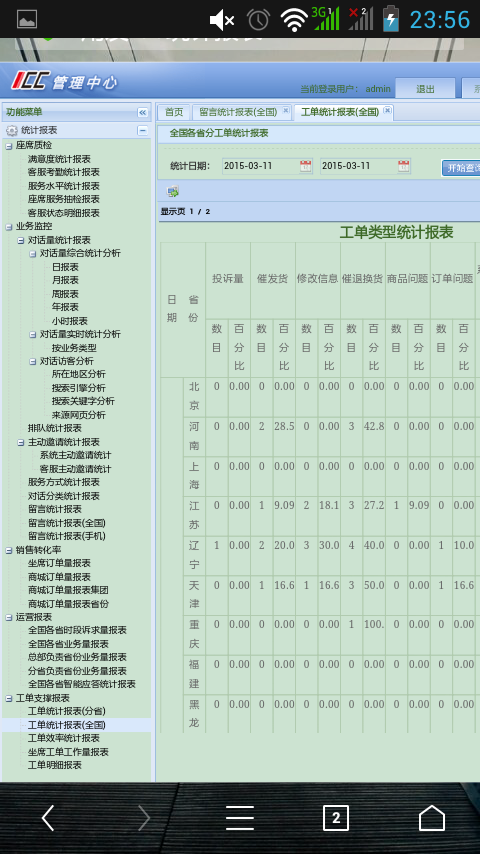 3G 1 2 23:56
ICC 管理中心
当前登录用户： admin 退出
功能菜单
统计报表
座席质检
满意度统计报表
客服考勤统计报表
服务水平统计报表
座席服务抽检报表
客服状态明细报表
业务监控
对话量统计报表
对话量综合统计分析
日报表
月报表
周报表
年报表
小时报表
对话量实时统计分析
按业务类型
对话访客分析
所在地区分析
搜索引擎分析
搜索关键字分析
来源网页分析
排队统计报表
主动邀请统计报表
系统主动邀请统计
客服主动邀请统计
服务方式统计报表
对话分类统计报表
留言统计报表
留言统计报表(全国)
留言统计报表(手机)
销售转化率
坐席订单量报表
商城订单量报表
商城订单量报表集团
商城订单量报表省份
运营报表
全国各省时段诉求量报表
全国各省业务量报表
总部负责省份业务量报表
分省负责省份业务量报表
全国各省智能应答统计报表
工单支撑报表
工单统计报表(分省)
工单统计报表(全国)
工单效率统计报表
坐席工单工作量报表
工单明细报表
首页 留言统计报表(全国) 工单统计报表(全国)
全国各省分工单统计报表
统计日期： 2015-03-11 2015-03-11 开始查
显示页 1 / 2
工单类型统计报表
日期 省份 投诉量 催发货 修改信息 催退换货 商品问题 订单问题
数目 百分比 数目 百分比 数目 百分比 数目 百分比 数目 百分比 数目 百分比
北京 0 0.00 0 0.00 0 0.00 0 0.00 0 0.00 0 0.00
河南 0 0.00 2 28.5 0 0.00 3 42.8 0 0.00 0 0.00
上海 0 0.00 0 0.00 0 0.00 0 0.00 0 0.00 0 0.00
江苏 0 0.00 1 9.09 2 18.1 3 27.2 1 9.09 0 0.00
辽宁 1 0.00 2 20.0 3 30.0 4 40.0 0 0.00 1 10.0
天津 0 0.00 1 16.6 1 16.6 3 50.0 0 0.00 1 16.6
重庆 0 0.00 0 0.00 0 0.00 1 100. 0 0.00 0 0.00
福建 0 0.00 0 0.00 0 0.00 0 0.00 0 0.00 0 0.00
黑龙 0 0.00 0 0.00 0 0.00 0 0.00 0 0.00 0 0.00
2